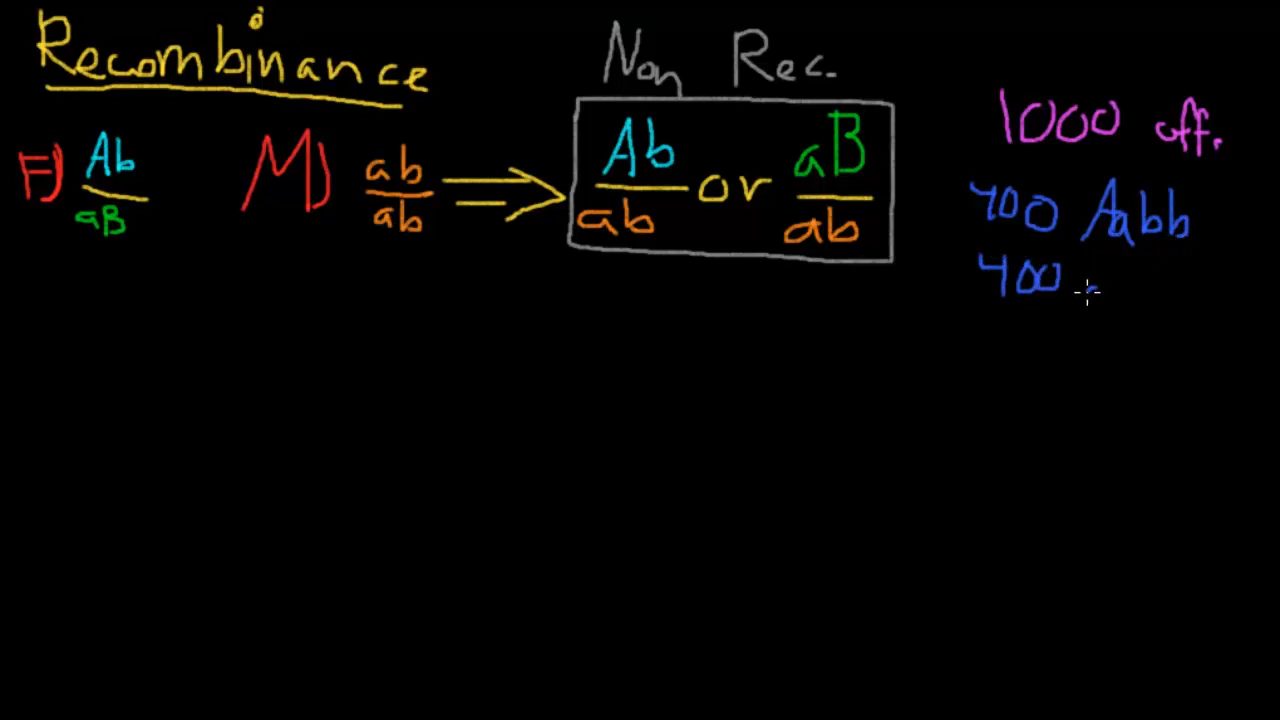 Recombinance
Non Rec.
F) Ab/aB M) ab/ab ⇒ Ab/ab or aB/ab
1000 off.
400 Aabb
400